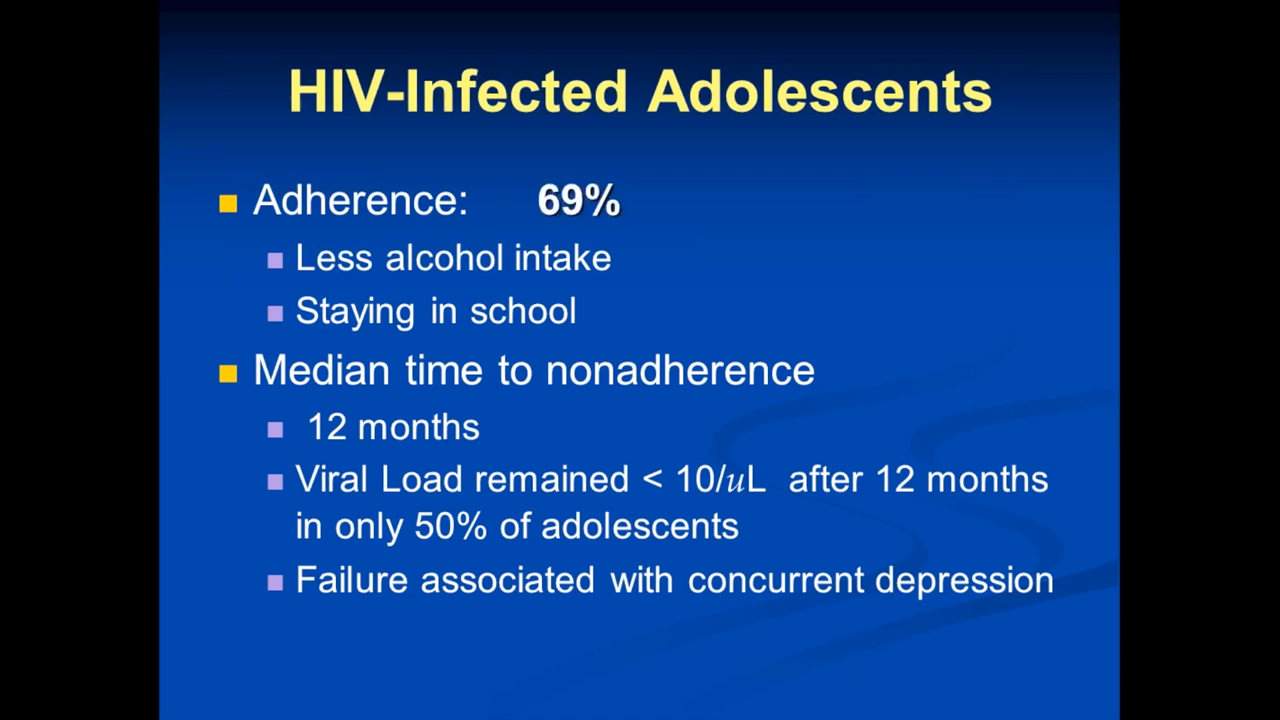 HIV-Infected Adolescents
Adherence: 69%
Less alcohol intake
Staying in school
Median time to nonadherence
12 months
Viral Load remained < 10/uL after 12 months
in only 50% of adolescents
Failure associated with concurrent depression